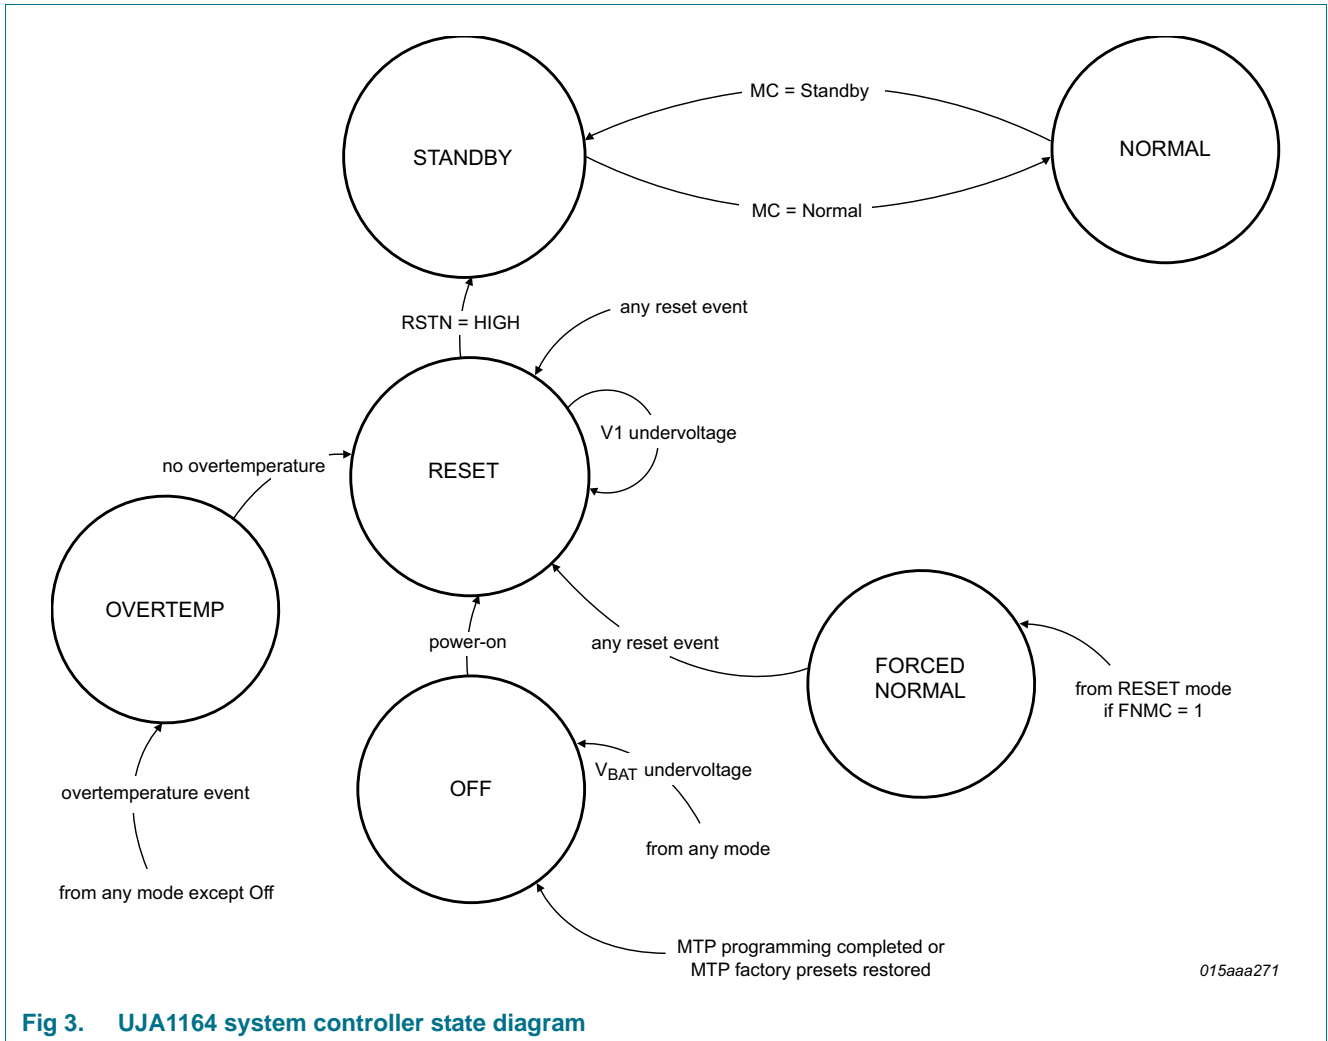 MC = Standby
STANDBY
NORMAL
MC = Normal
any reset event
RSTN = HIGH
V1 undervoltage
no overtemperature
RESET
OVERTEMP
power-on
any reset event
FORCED
NORMAL
from RESET mode
if FNMC = 1
VBAT undervoltage
OFF
overtemperature event
from any mode
from any mode except Off
MTP programming completed or
MTP factory presets restored
015aaa271
Fig 3. UJA1164 system controller state diagram